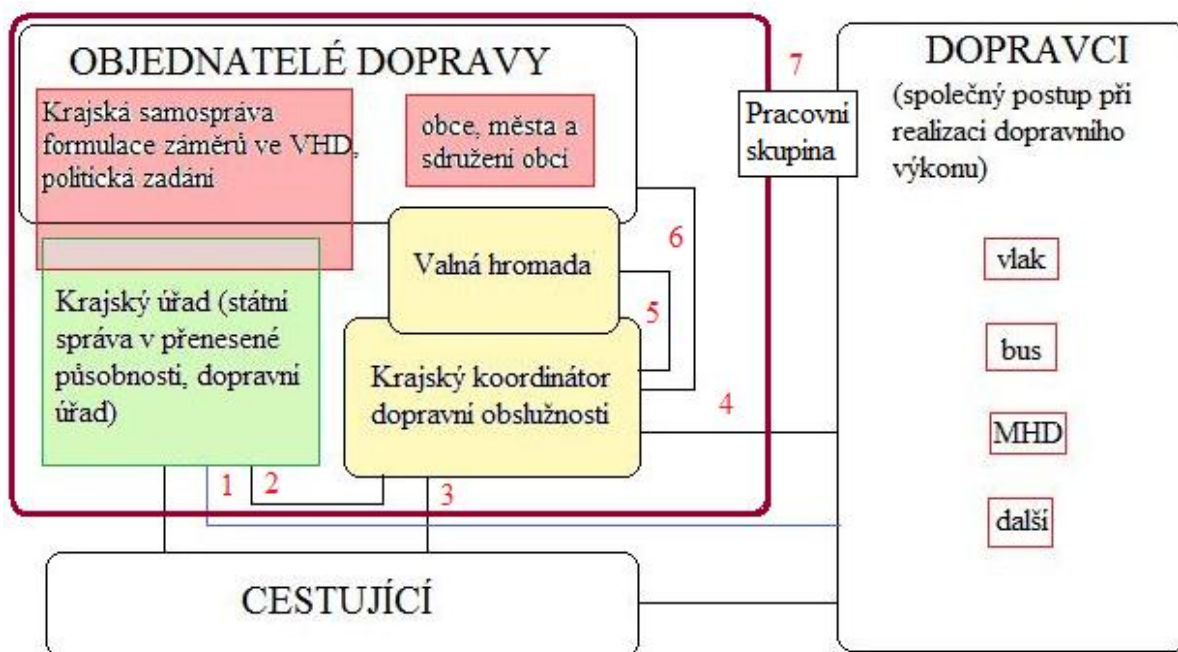 OBJEDNATELÉ DOPRAVY
Krajská samospráva
formulace záměrů ve VHD,
politická zadání
obce, města a
sdružení obcí
Valná hromada
Krajský úřad (státní
správa v přenesené
působnosti, dopravní
úřad)
Krajský koordinátor
dopravní obslužnosti
1
2
3
4
5
6
7
Pracovní
skupina
DOPRAVCI
(společný postup při
realizaci dopravního
výkonu)
vlak
bus
MHD
další
CESTUJÍCÍ